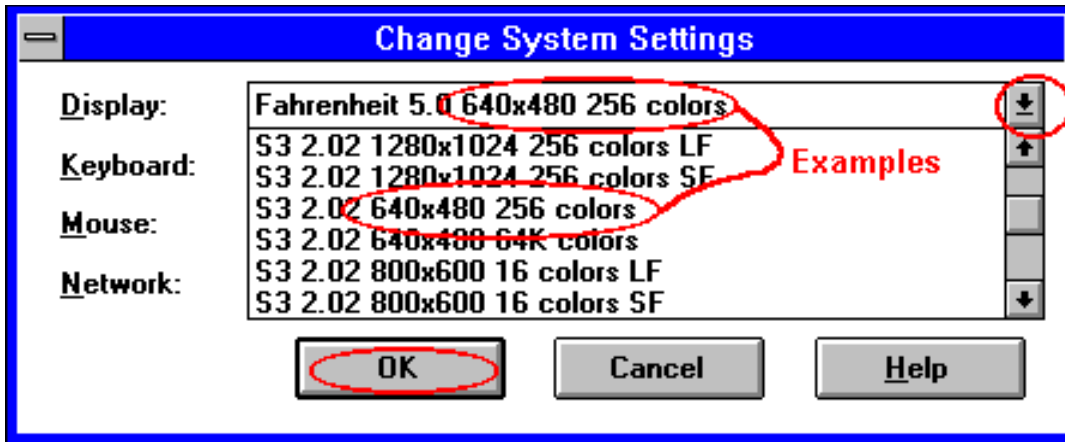 Change System Settings
Display:
Fahrenheit 5.0 640x480 256 colors
S3 2.02 1280x1024 256 colors LF
Keyboard:
Examples
S3 2.02 1280x1024 256 colors SF
Mouse:
S3 2.02 640x480 256 colors
S3 2.02 640x480 64K colors
Network:
S3 2.02 800x600 16 colors LF
S3 2.02 800x600 16 colors SF
OK
Cancel
Help